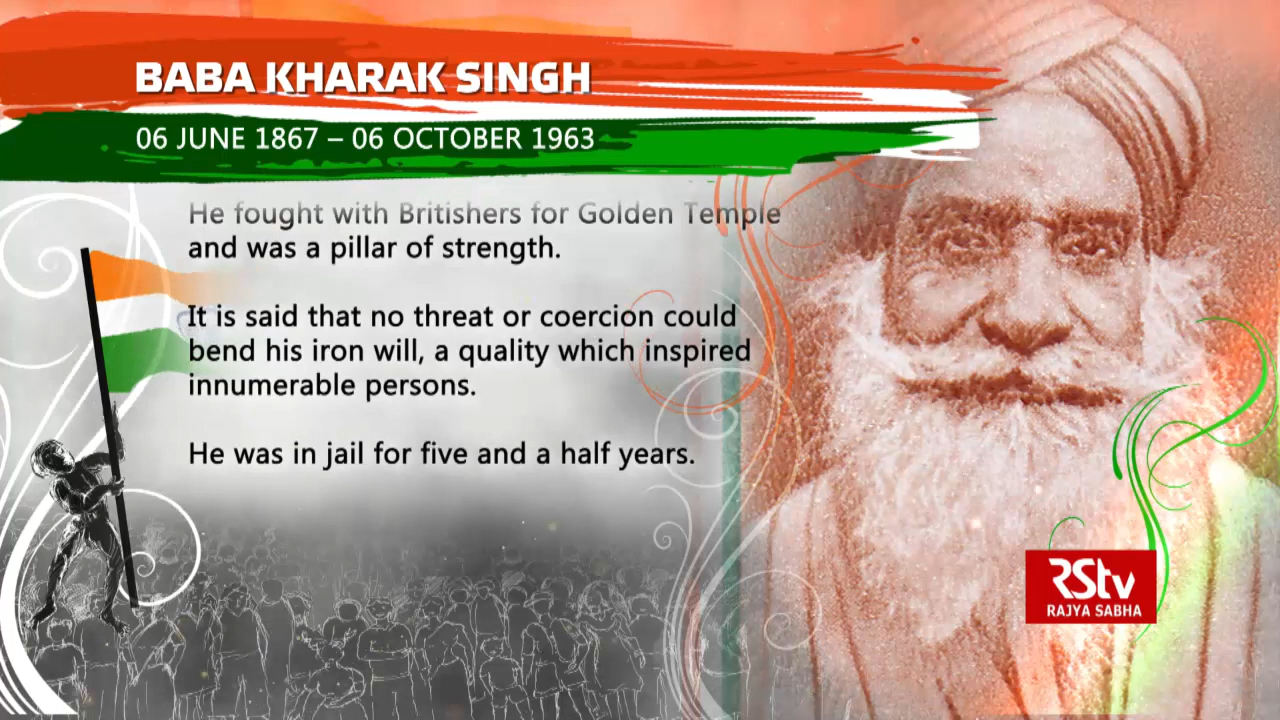 BABA KHARAK SINGH
06 JUNE 1867 – 06 OCTOBER 1963
He fought with Britishers for Golden Temple
and was a pillar of strength.
It is said that no threat or coercion could
bend his iron will, a quality which inspired
innumerable persons.
He was in jail for five and a half years.
RStv
RAJYA SABHA